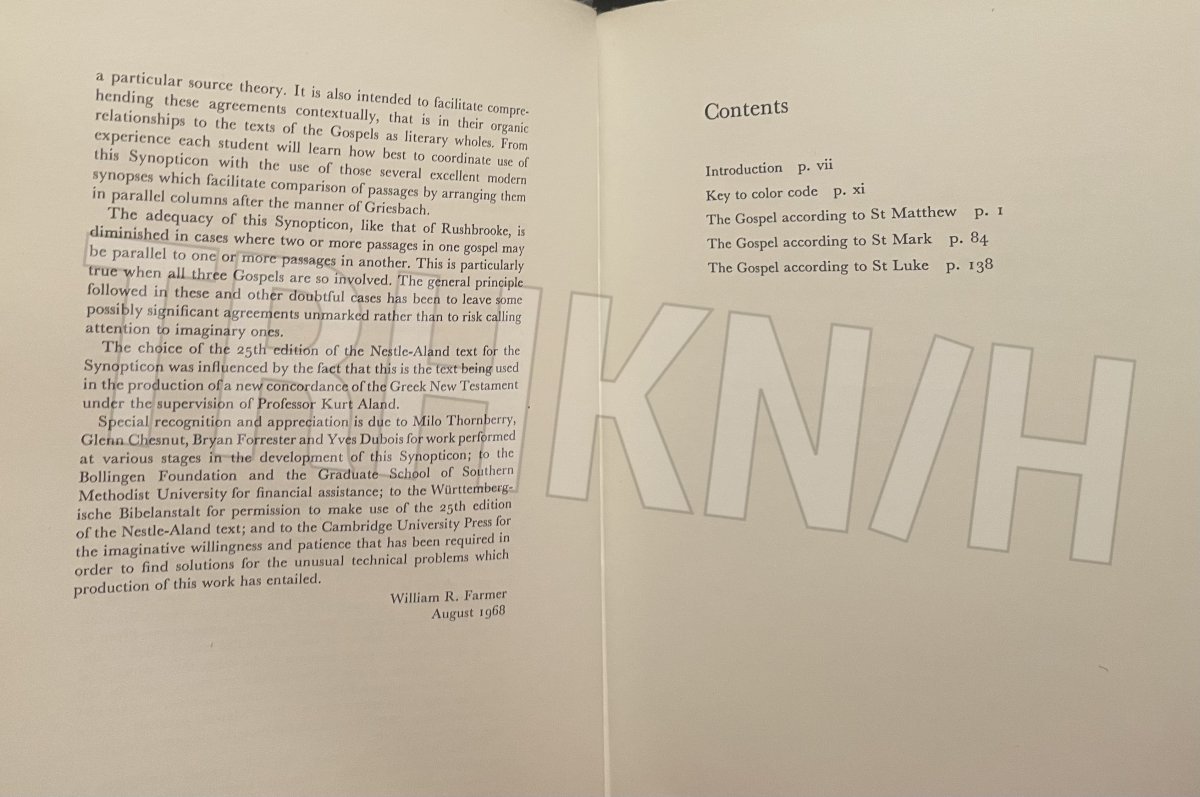 a particular source theory. It is also intended to facilitate compre-
hending these agreements contextually, that is in their organic
relationships to the texts of the Gospels as literary wholes. From
experience each student will learn how best to coordinate use of
this Synopticon with the use of those several excellent modern
synopses which facilitate comparison of passages by arranging them
in parallel columns after the manner of Griesbach.
The adequacy of this Synopticon, like that of Rushbrooke, is
diminished in cases where two or more passages in one gospel may
be parallel to one or more passages in another. This is particularly
true when all three Gospels are so involved. The general principle
followed in these and other doubtful cases has been to leave some
possibly significant agreements unmarked rather than to risk calling
attention to imaginary ones.
The choice of the 25th edition of the Nestle-Aland text for the
Synopticon was influenced by the fact that this is the text being used
in the production of a new concordance of the Greek New Testament
under the supervision of Professor Kurt Aland.
Special recognition and appreciation is due to Milo Thornberry,
Glenn Chesnut, Bryan Forrester and Yves Dubois for work performed
at various stages in the development of this Synopticon; to the
Bollingen Foundation and the Graduate School of Southern
Methodist University for financial assistance; to the Württemberg-
ische Bibelanstalt for permission to make use of the 25th edition
of the Nestle-Aland text; and to the Cambridge University Press for
the imaginative willingness and patience that has been required in
order to find solutions for the unusual technical problems which
production of this work has entailed.
William R. Farmer
August 1968
Contents
Introduction p. vii
Key to color code p. xi
The Gospel according to St Matthew p. 1
The Gospel according to St Mark p. 84
The Gospel according to St Luke p. 138
TRHKN/H